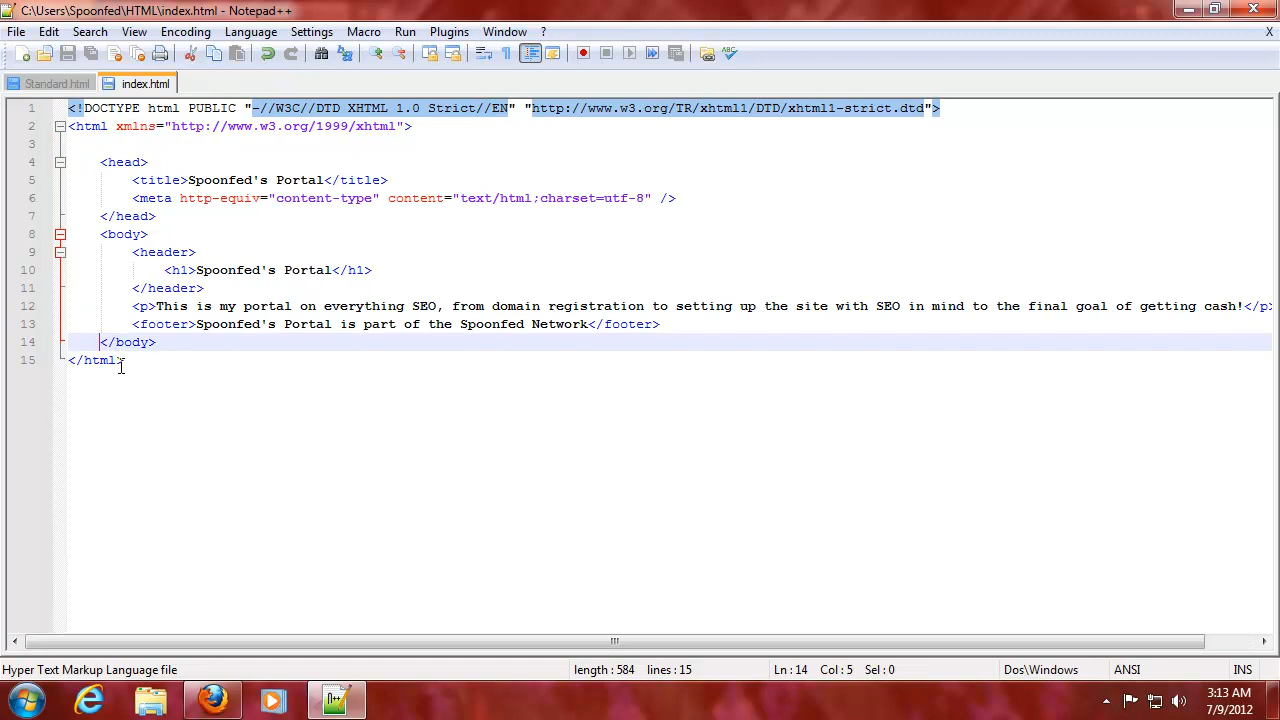 C:\Users\Spoonfed\HTML\index.html - Notepad++
File Edit Search View Encoding Language Settings Macro Run Plugins Window ? X
Standard.html index.html
1 <!DOCTYPE html PUBLIC "-//W3C//DTD XHTML 1.0 Strict//EN" "http://www.w3.org/TR/xhtml1/DTD/xhtml1-strict.dtd">
2 <html xmlns="http://www.w3.org/1999/xhtml">
3
4 <head>
5 <title>Spoonfed's Portal</title>
6 <meta http-equiv="content-type" content="text/html;charset=utf-8" />
7 </head>
8 <body>
9 <header>
10 <h1>Spoonfed's Portal</h1>
11 </header>
12 <p>This is my portal on everything SEO, from domain registration to setting up the site with SEO in mind to the final goal of getting cash!</p
13 <footer>Spoonfed's Portal is part of the Spoonfed Network</footer>
14 </body>
15 </html>
Hyper Text Markup Language file length : 584 lines : 15 Ln : 14 Col : 5 Sel : 0 Dos\Windows ANSI INS
3:13 AM
7/9/2012